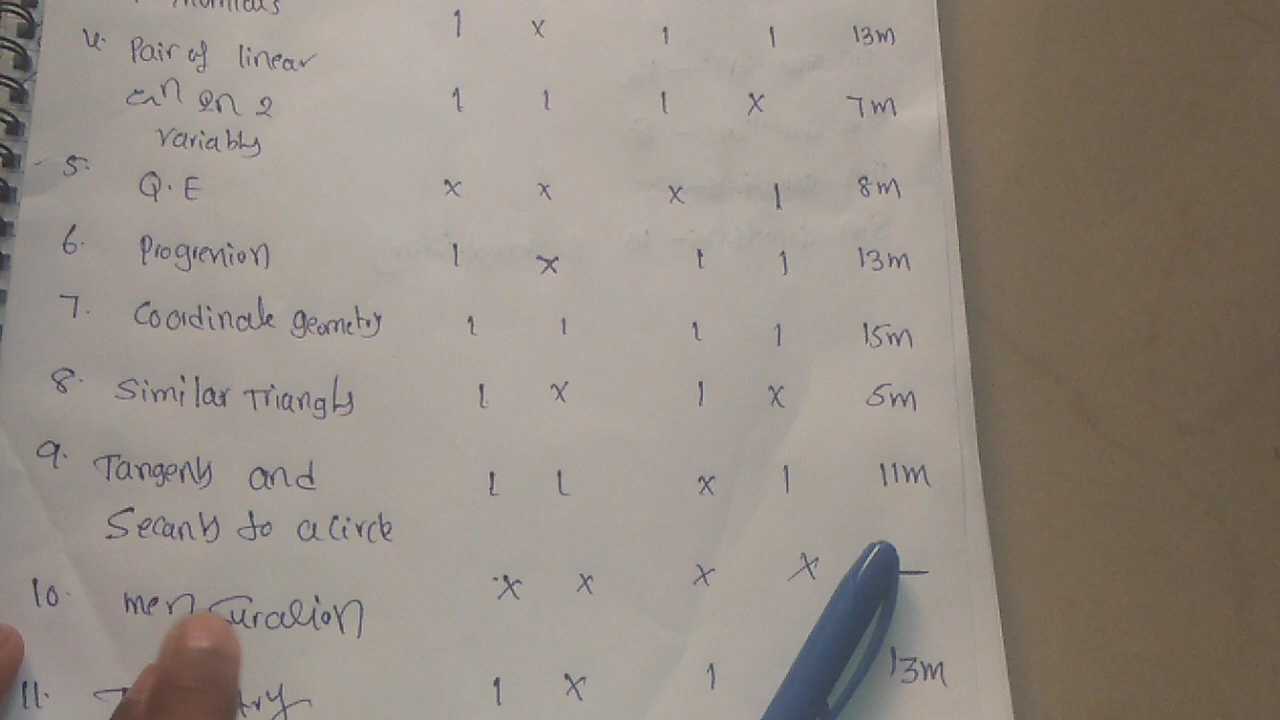 1 x 1 1 13m
4. Pair of linear
eqn in 2 1 1 1 x 7m
variables
5. Q.E x x x 1 8m
6. Progression 1 x 1 1 13m
7. Coordinate geometry 1 1 1 1 15m
8. Similar Triangles 1 x 1 x 5m
9. Tangents and 1 1 x 1 11m
Secants to a circle
10. mensuration x x x x —
11. 1 x 1 13m